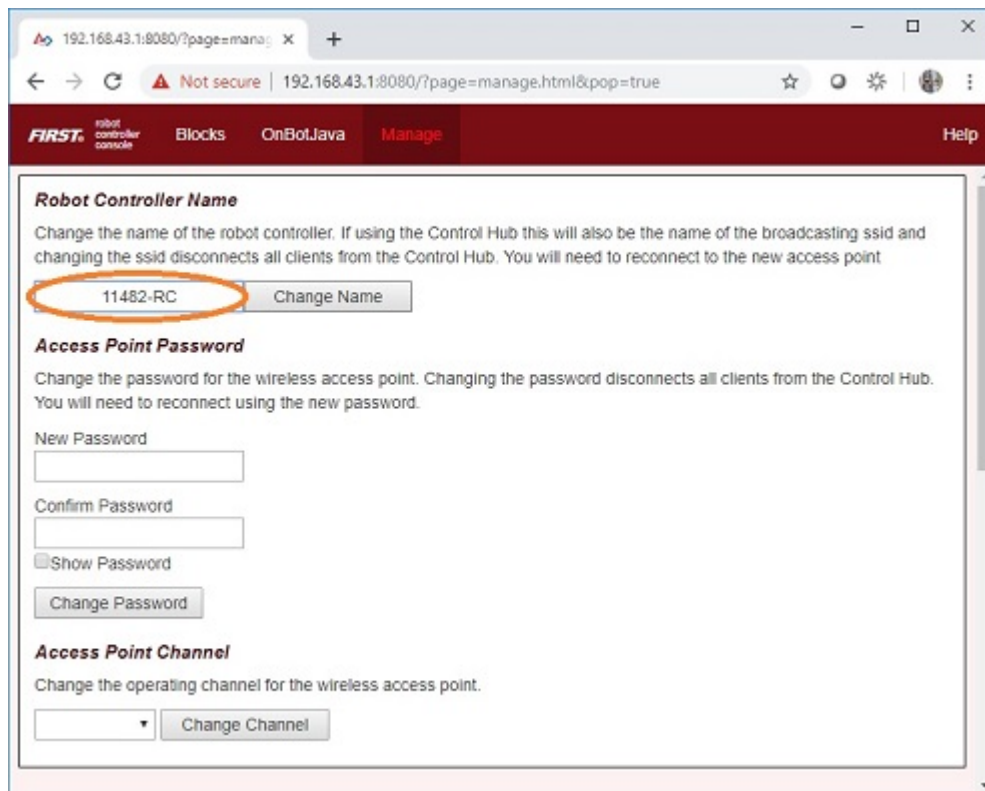 192.168.43.1:8080/?page=manag
Not secure | 192.168.43.1:8080/?page=manage.html&pop=true
FIRST. robot controller console Blocks OnBotJava Manage Help
Robot Controller Name
Change the name of the robot controller. If using the Control Hub this will also be the name of the broadcasting ssid and
changing the ssid disconnects all clients from the Control Hub. You will need to reconnect to the new access point
11482-RC Change Name
Access Point Password
Change the password for the wireless access point. Changing the password disconnects all clients from the Control Hub.
You will need to reconnect using the new password.
New Password
Confirm Password
Show Password
Change Password
Access Point Channel
Change the operating channel for the wireless access point.
Change Channel